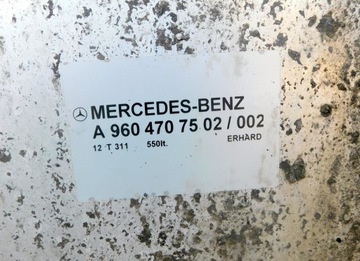 MERCEDES-BENZ
A 960 470 75 02 / 002
12 T 311 550lt. ERHARD